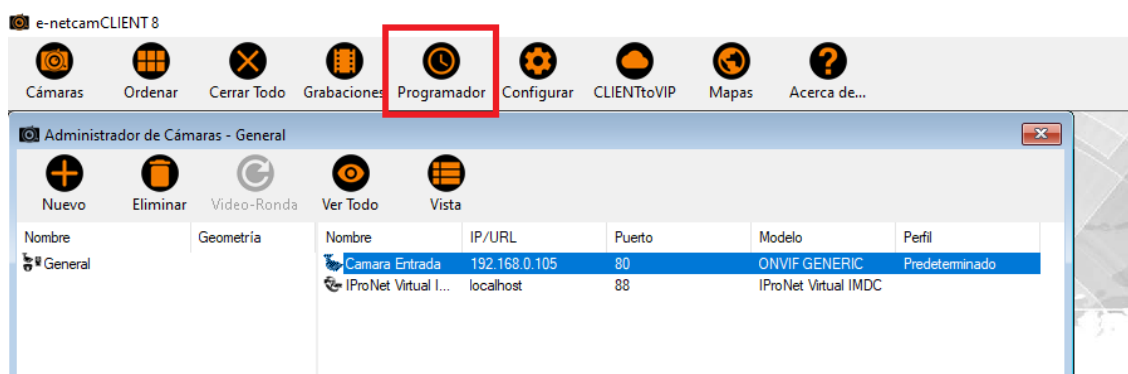 e-netcamCLIENT 8
Cámaras Ordenar Cerrar Todo Grabaciones Programador Configurar CLIENTtoVIP Mapas Acerca de...
Administrador de Cámaras - General
Nuevo Eliminar Video-Ronda Ver Todo Vista
Nombre Geometría Nombre IP/URL Puerto Modelo Perfil
General Camara Entrada 192.168.0.105 80 ONVIF GENERIC Predeterminado
IProNet Virtual I... localhost 88 IProNet Virtual IMDC